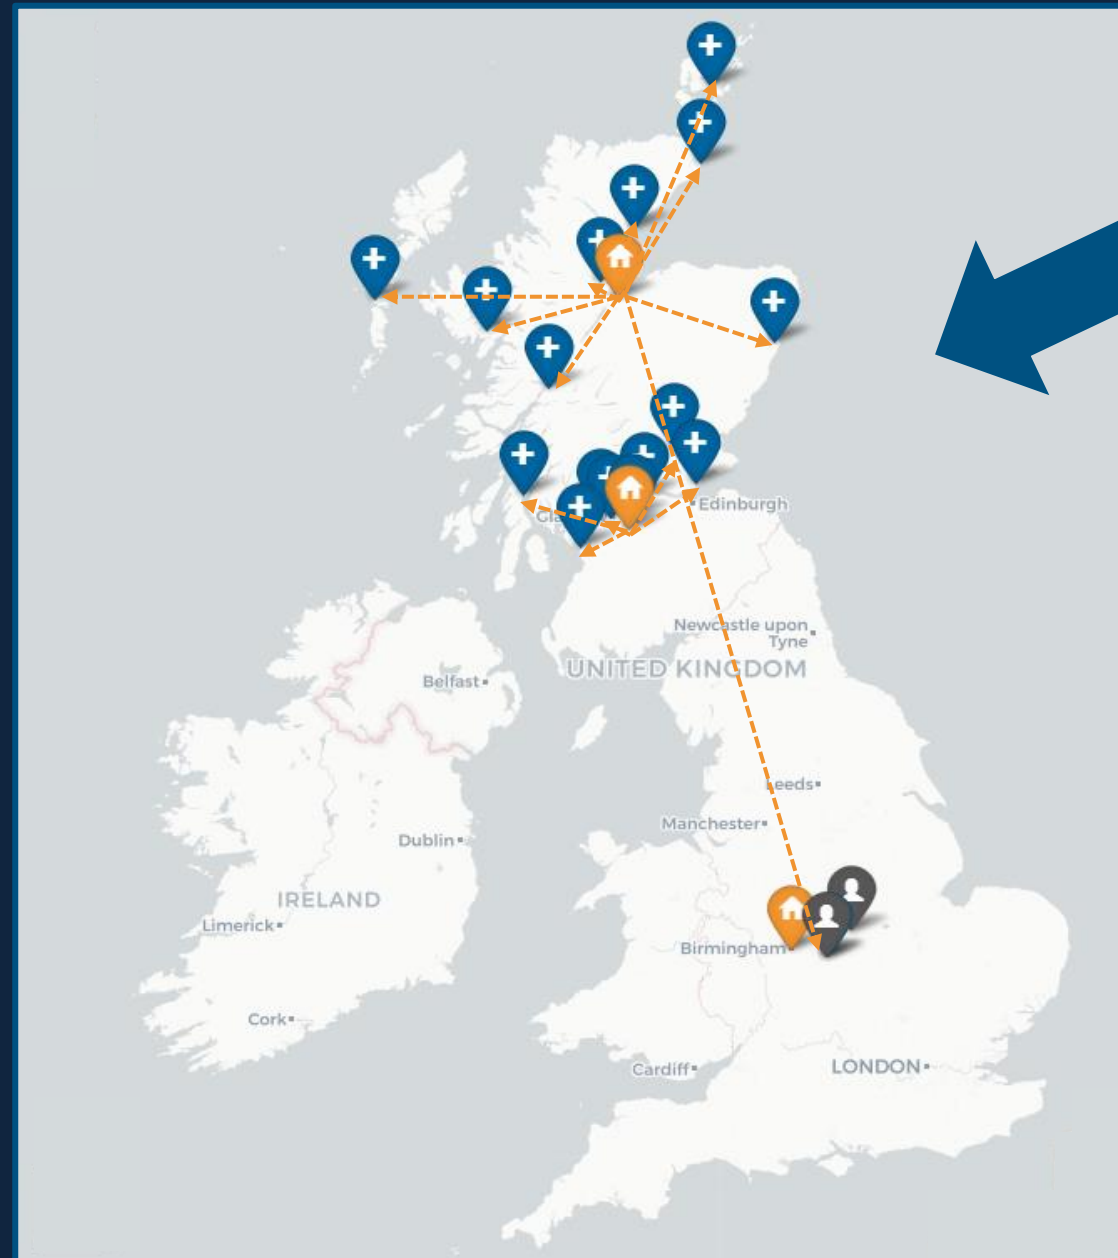 Edinburgh
Newcastle upon
Tyne
UNITED KINGDOM
Belfast
Leeds
Manchester
Dublin
IRELAND
Limerick
Birmingham
Cork
Cardiff
LONDON